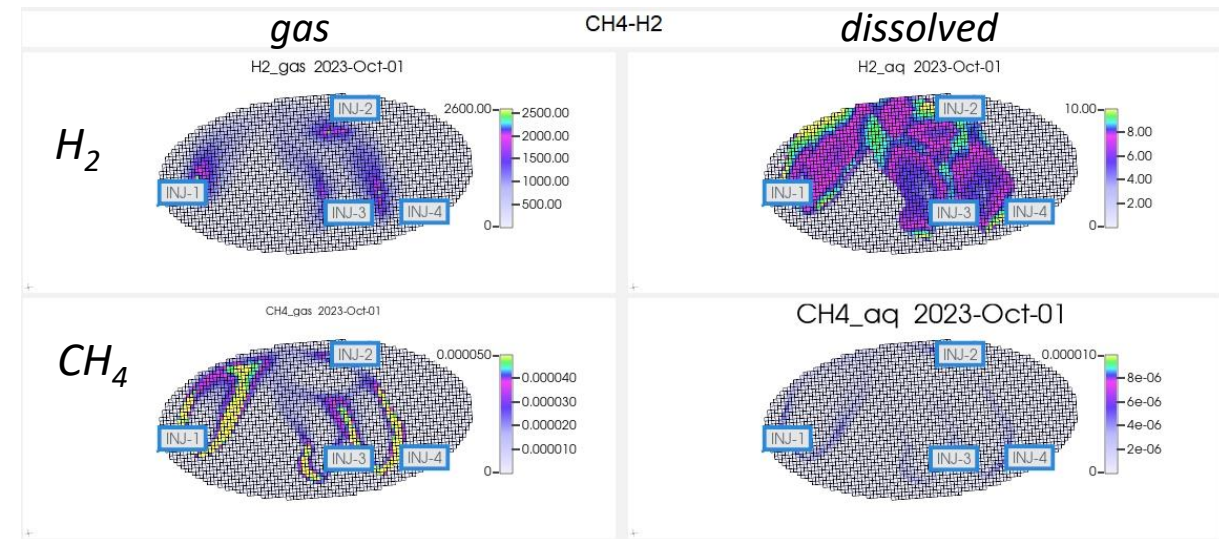 gas
CH4-H2
dissolved
H2_gas 2023-Oct-01
H2_aq 2023-Oct-01
H2
INJ-2
INJ-1
INJ-3
INJ-4
2600.00
2500.00
2000.00
1500.00
1000.00
500.00
0
INJ-2
INJ-1
INJ-3
INJ-4
10.00
8.00
6.00
4.00
2.00
0
CH4_gas 2023-Oct-01
CH4_aq 2023-Oct-01
CH4
INJ-2
INJ-1
INJ-3
INJ-4
0.000050
0.000040
0.000030
0.000020
0.000010
0
INJ-2
INJ-1
INJ-3
INJ-4
0.000010
8e-06
6e-06
4e-06
2e-06
0